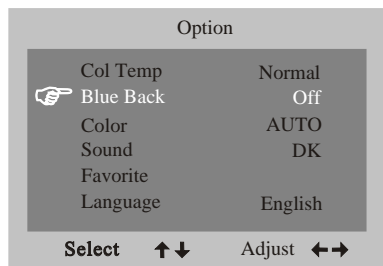 Option
Col Temp Normal
Blue Back Off
Color AUTO
Sound DK
Favorite
Language English
Select ↑↓ Adjust ←→